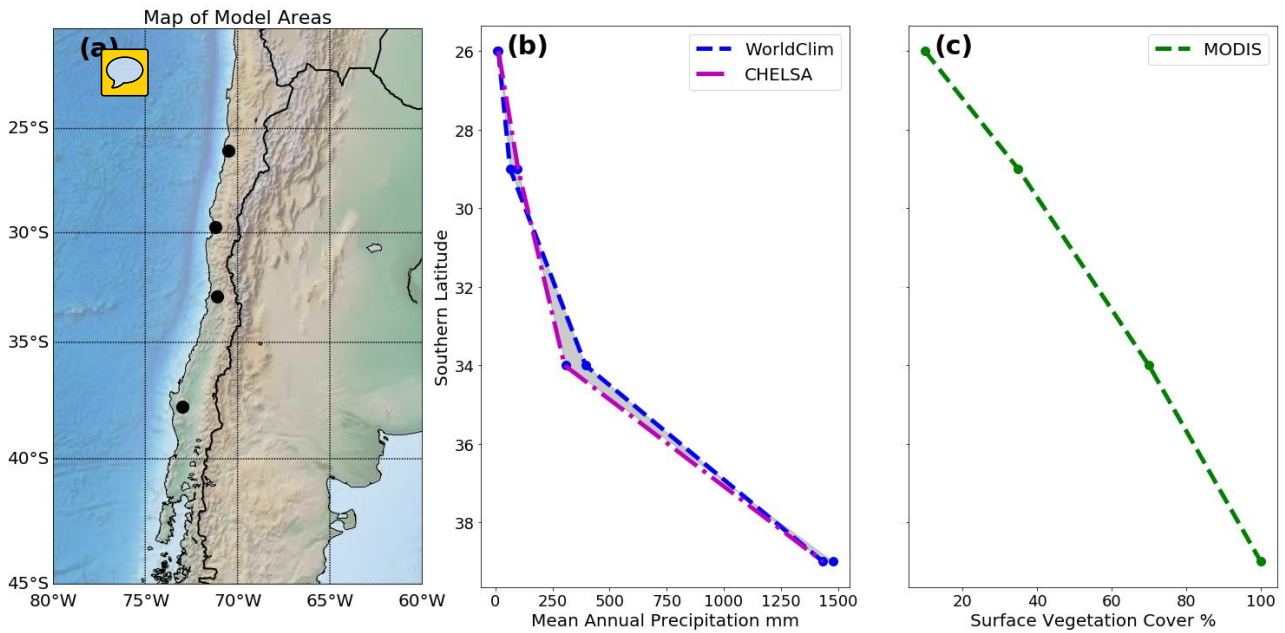 Map of Model Areas
(a)
25°S
30°S
35°S
40°S
45°S
80°W 75°W 70°W 65°W 60°W
(b)
WorldClim
CHELSA
Southern Latitude
26
28
30
32
34
36
38
0 250 500 750 1000 1250 1500
Mean Annual Precipitation mm
(c)
MODIS
20 40 60 80 100
Surface Vegetation Cover %